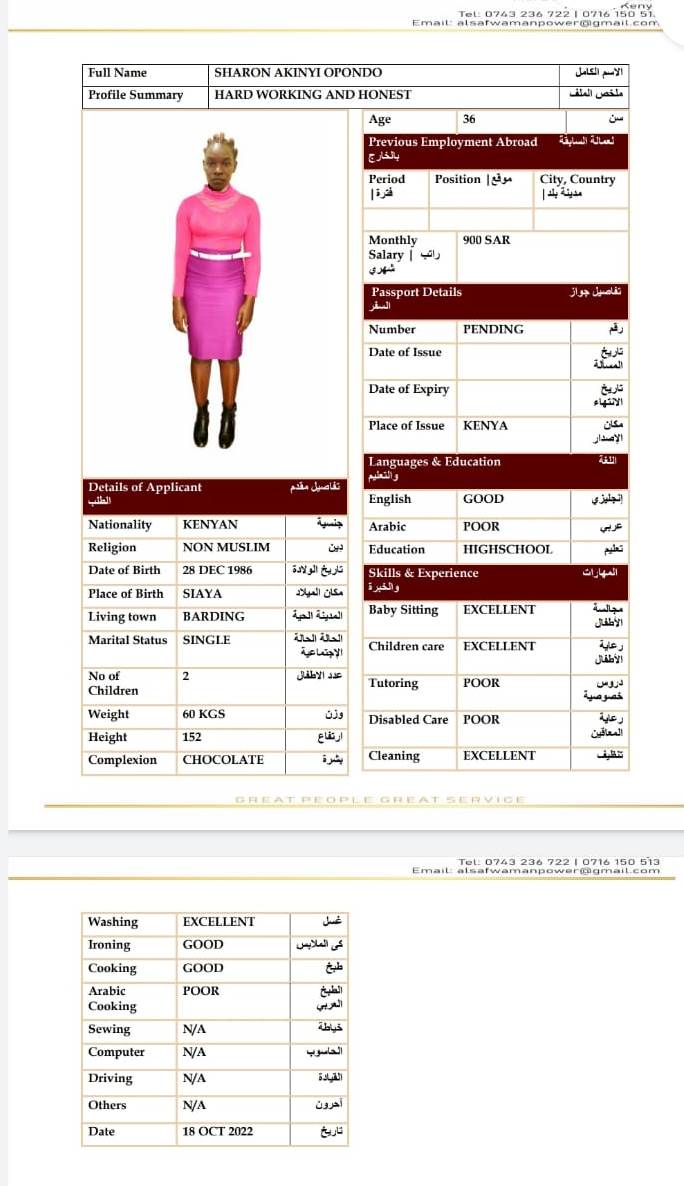 Keny
Tel: 0743 236 722 | 0716 150 51.
Email: alsafwamanpower@gmail.com
Full Name SHARON AKINYI OPONDO الاسم الكامل
Profile Summary HARD WORKING AND HONEST ملخص الملف
Age 36 سن
Previous Employment Abroad لعمالة السابقة
بالخارج
Period Position | موقع City, Country
| فترة مدينة بلد |
Monthly 900 SAR
Salary | راتب
شهري
Passport Details تفاصيل جواز
السفر
Number PENDING رقم
Date of Issue تاريخ
المسألة
Date of Expiry تاريخ
الانتهاء
Place of Issue KENYA مكان
الإصدار
Languages & Education اللغة
والتعليم
English GOOD إنجليزي
Arabic POOR عربي
Education HIGHSCHOOL تعليم
Skills & Experience المهارات
والخبرة
Baby Sitting EXCELLENT مجالسة
الأطفال
Children care EXCELLENT رعاية
الأطفال
Tutoring POOR دروس
خصوصية
Disabled Care POOR رعاية
المعاقين
Cleaning EXCELLENT تنظيف
Details of Applicant تفاصيل مقدم
الطلب
Nationality KENYAN جنسية
Religion NON MUSLIM دين
Date of Birth 28 DEC 1986 تاريخ الولادة
Place of Birth SIAYA مكان الميلاد
Living town BARDING المدينة الحية
Marital Status SINGLE الحالة الحالة
الإجتماعية
No of 2 عدد الاطفال
Children
Weight 60 KGS وزن
Height 152 ارتفاع
Complexion CHOCOLATE بشرة
GREAT PEOPLE GREAT SERVICE
Tel: 0743 236 722 | 0716 150 513
Email: alsafwamanpower@gmail.com
Washing EXCELLENT غسل
Ironing GOOD كى الملابس
Cooking GOOD طبخ
Arabic POOR الطبخ
Cooking العربي
Sewing N/A خياطة
Computer N/A الحاسوب
Driving N/A القيادة
Others N/A آحرون
Date 18 OCT 2022 تاريخ